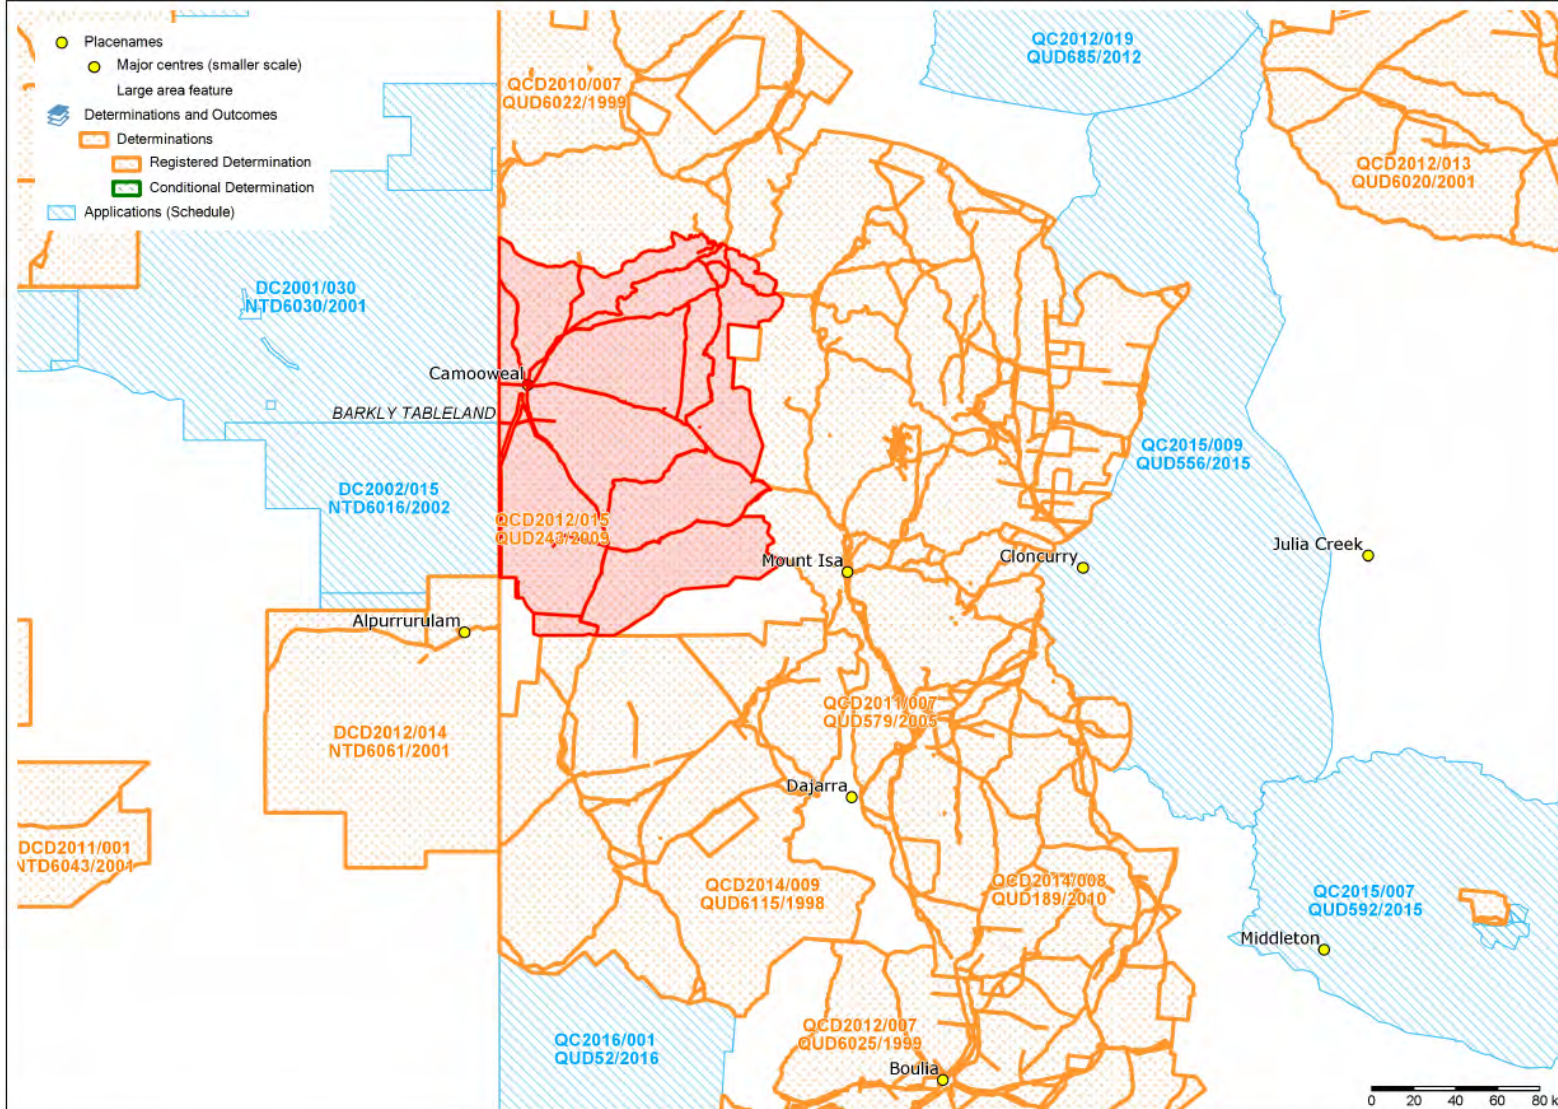 Placenames
Major centres (smaller scale)
Large area feature
Determinations and Outcomes
Determinations
Registered Determination
Conditional Determination
Applications (Schedule)
QCD2010/007
QUD6022/1999
QC2012/019
QUD685/2012
QCD2012/013
QUD6020/2001
DC2001/030
NTD6030/2001
Camooweal
BARKLY TABLELAND
QC2015/009
QUD556/2015
DC2002/015
NTD6016/2002
QCD2012/015
QUD243/2009
Mount Isa
Cloncurry
Julia Creek
Alpurrurulam
QCD2011/007
QUD579/2005
DCD2012/014
NTD6061/2001
Dajarra
DCD2011/001
NTD6043/2001
QCD2014/009
QUD6115/1998
QCD2014/008
QUD189/2010
QC2015/007
QUD592/2015
Middleton
QC2016/001
QUD52/2016
QCD2012/007
QUD6025/1999
Boulia
0 20 40 60 80 k